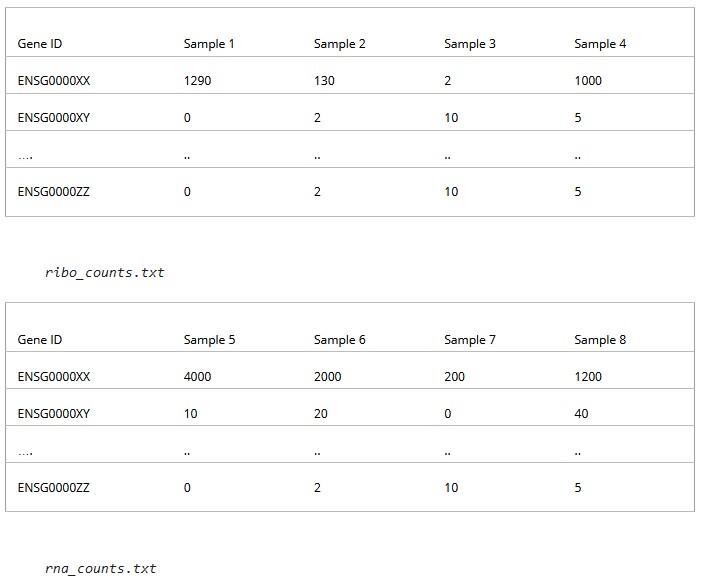 Gene ID Sample 1 Sample 2 Sample 3 Sample 4
ENSG0000XX 1290 130 2 1000
ENSG0000XY 0 2 10 5
.... .. .. .. ..
ENSG0000ZZ 0 2 10 5
ribo_counts.txt
Gene ID Sample 5 Sample 6 Sample 7 Sample 8
ENSG0000XX 4000 2000 200 1200
ENSG0000XY 10 20 0 40
.... .. .. .. ..
ENSG0000ZZ 0 2 10 5
rna_counts.txt